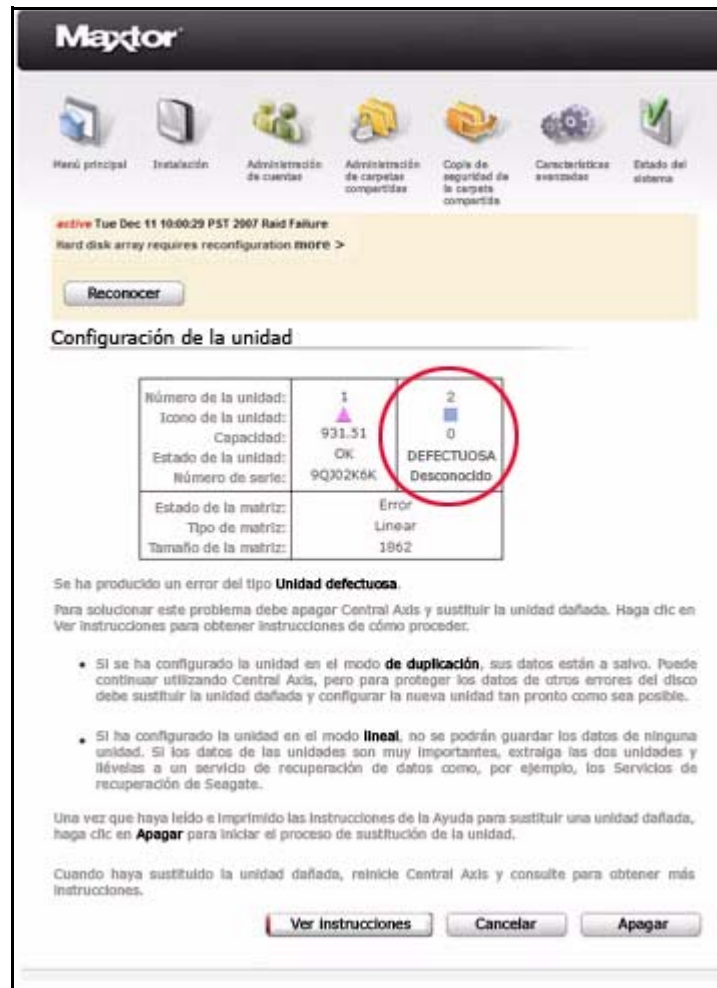 Maxtor
Menú principal
Instalación
Administración
de cuentas
Administración
de carpetas
compartidas
Copia de
seguridad de
la carpeta
compartida
Características
avanzadas
Estado del
sistema
active Tue Dec 11 10:00:29 PST 2007 Raid Failure
Hard disk array requires reconfiguration more >
Reconocer
Configuración de la unidad
Número de la unidad: 1 2
Icono de la unidad:
Capacidad: 931.51 0
Estado de la unidad: OK DEFECTUOSA
Número de serie: 9QJ02K6K Desconocido
Estado de la matriz: Error
Tipo de matriz: Linear
Tamaño de la matriz: 1862
Se ha producido un error del tipo Unidad defectuosa.
Para solucionar este problema debe apagar Central Axis y sustituir la unidad dañada. Haga clic en
Ver instrucciones para obtener instrucciones de cómo proceder.
• Si se ha configurado la unidad en el modo de duplicación, sus datos están a salvo. Puede
continuar utilizando Central Axis, pero para proteger los datos de otros errores del disco
debe sustituir la unidad dañada y configurar la nueva unidad tan pronto como sea posible.
• Si ha configurado la unidad en el modo lineal, no se podrán guardar los datos de ninguna
unidad. Si los datos de las unidades son muy importantes, extraiga las dos unidades y
llévelas a un servicio de recuperación de datos como, por ejemplo, los Servicios de
recuperación de Seagate.
Una vez que haya leído e imprimido las instrucciones de la Ayuda para sustituir una unidad dañada,
haga clic en Apagar para iniciar el proceso de sustitución de la unidad.
Cuando haya sustituido la unidad dañada, reinicie Central Axis y consulte para obtener más
instrucciones.
Ver instrucciones
Cancelar
Apagar